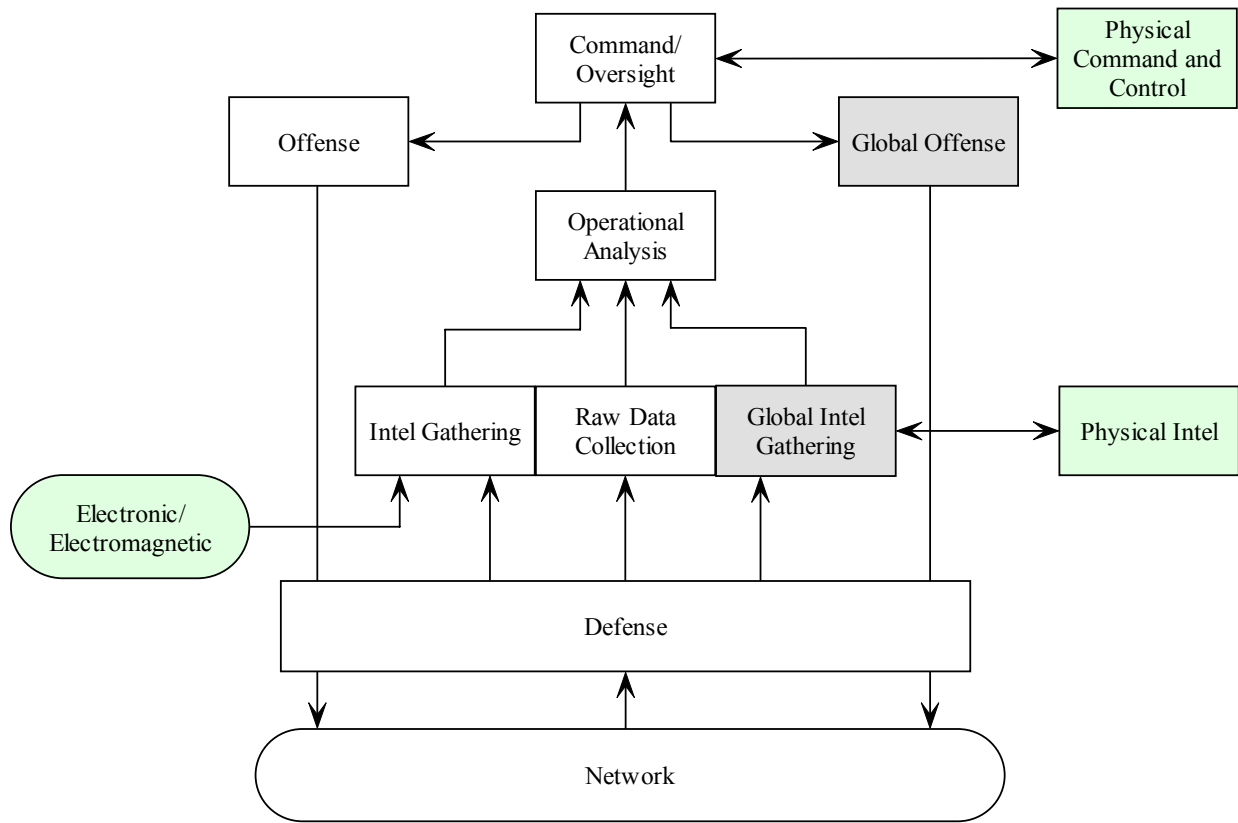 Command/
Oversight
Physical
Command and
Control
Offense
Global Offense
Operational
Analysis
Intel Gathering
Raw Data
Collection
Global Intel
Gathering
Physical Intel
Electronic/
Electromagnetic
Defense
Network